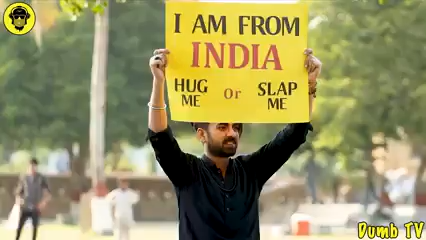 I AM FROM
INDIA
HUG or SLAP
ME ME
Dumb TV